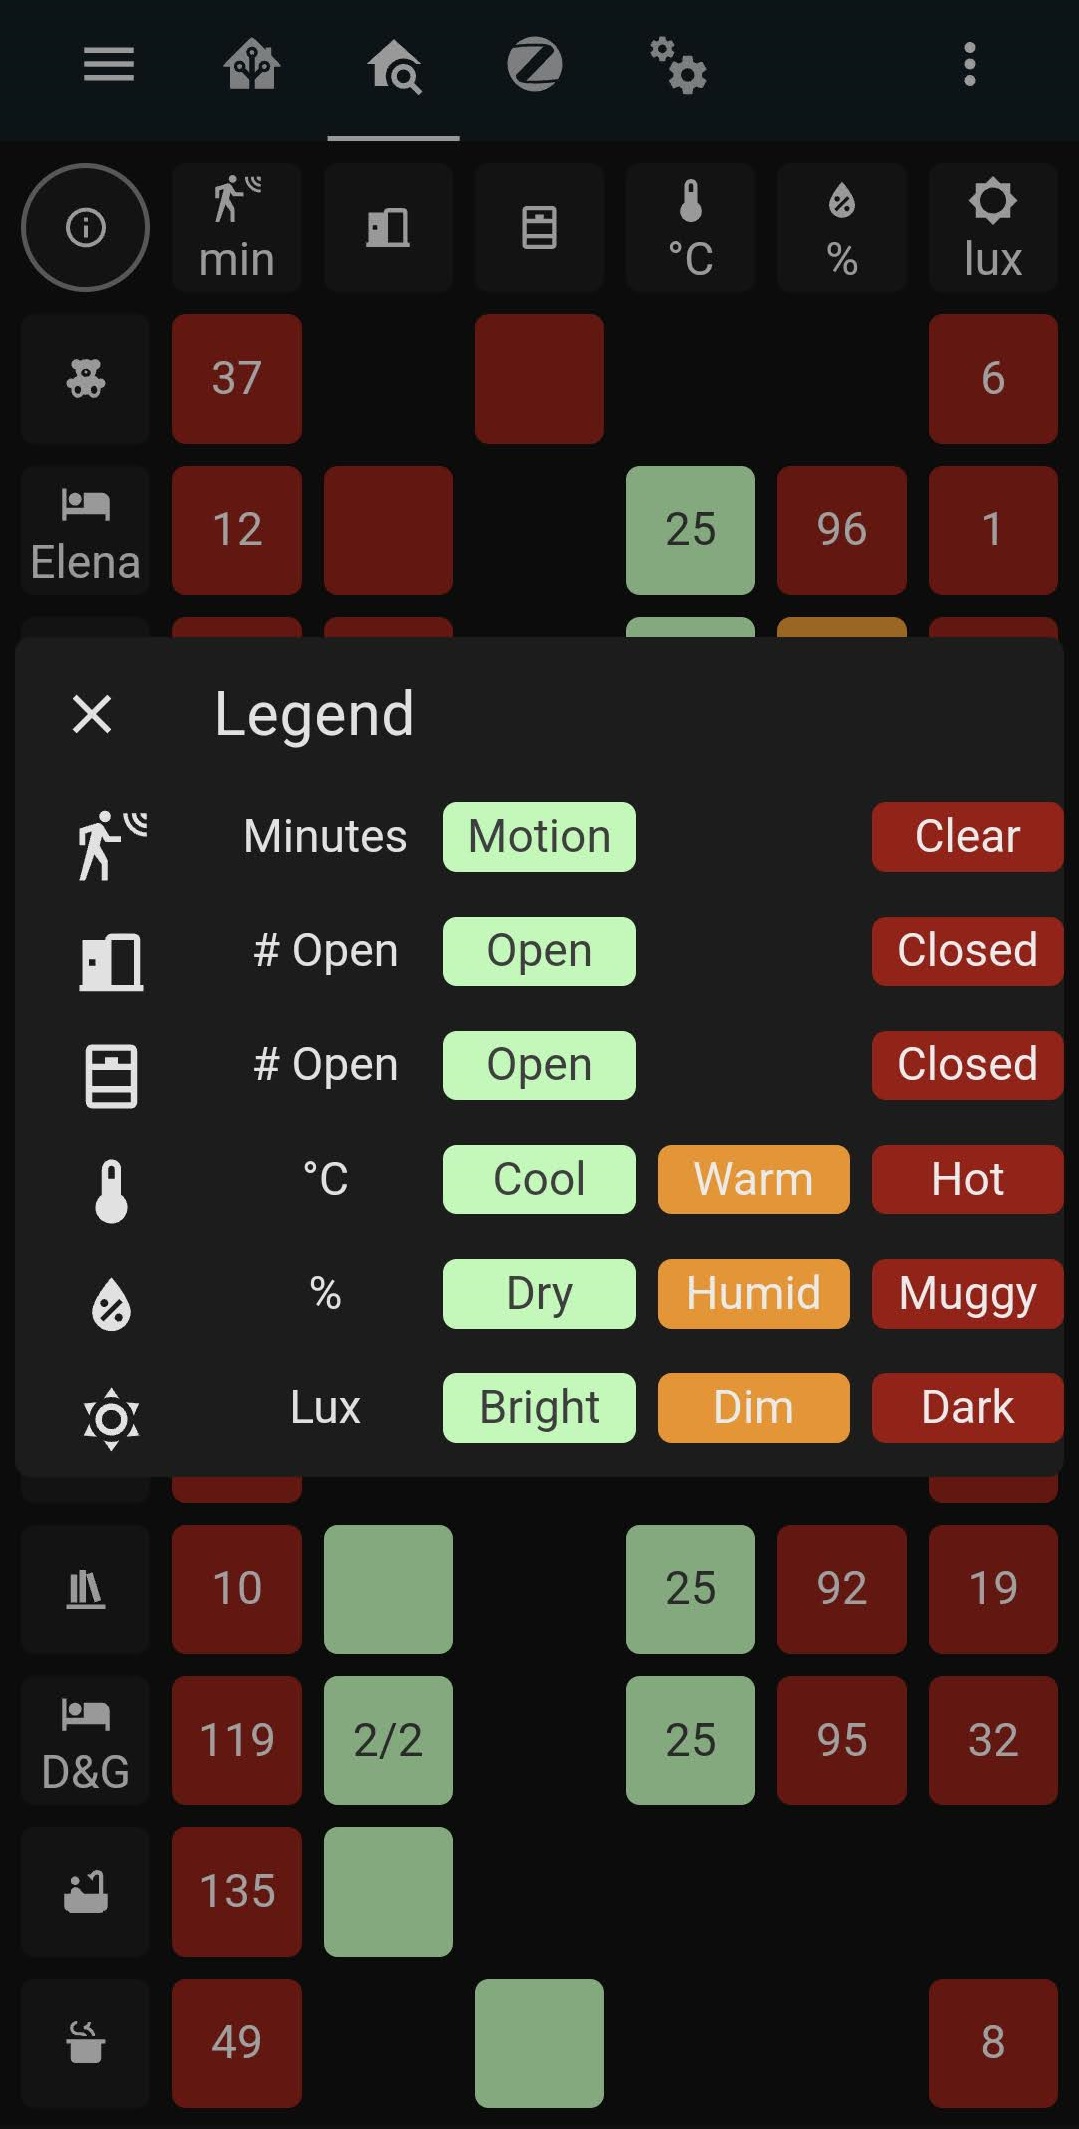 min °C % lux
37 6
12 25 96 1
Elena
Legend
Minutes Motion Clear
# Open Open Closed
# Open Open Closed
°C Cool Warm Hot
% Dry Humid Muggy
Lux Bright Dim Dark
10 25 92 19
119 2/2 25 95 32
D&G
135
49 8